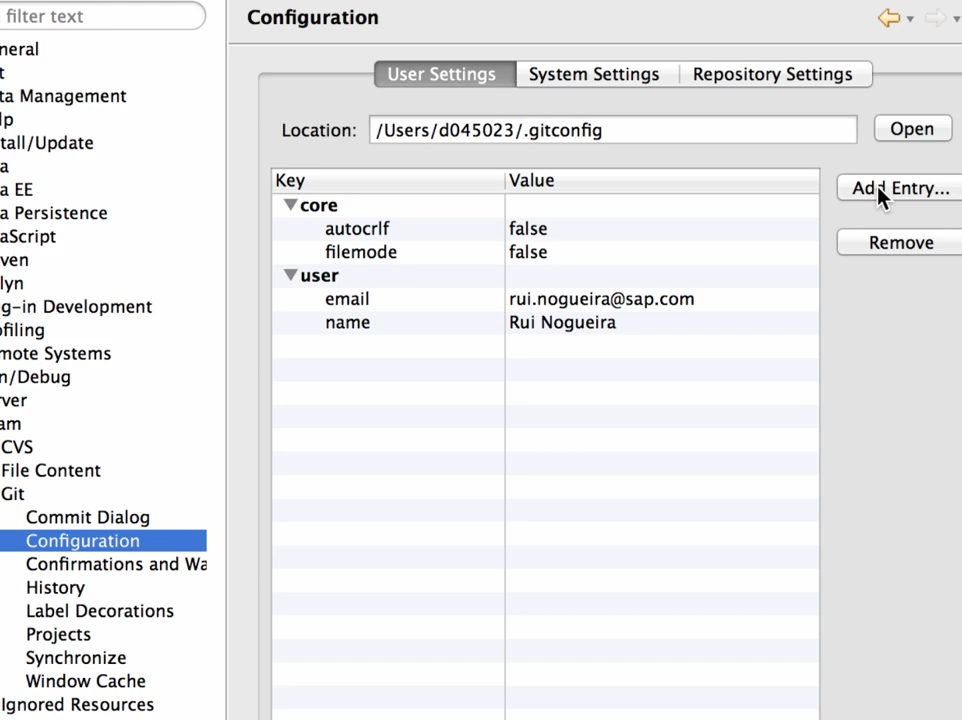 filter text
Configuration
neral
t
ta Management
lp
tall/Update
a
a EE
a Persistence
aScript
ven
lyn
g-in Development
ofiling
mote Systems
n/Debug
rver
am
CVS
File Content
Git
Commit Dialog
Configuration
Confirmations and Wa
History
Label Decorations
Projects
Synchronize
Window Cache
Ignored Resources
User Settings
System Settings
Repository Settings
Location: /Users/d045023/.gitconfig
Open
Key Value
core
autocrlf false
filemode false
user
email rui.nogueira@sap.com
name Rui Nogueira
Add Entry...
Remove